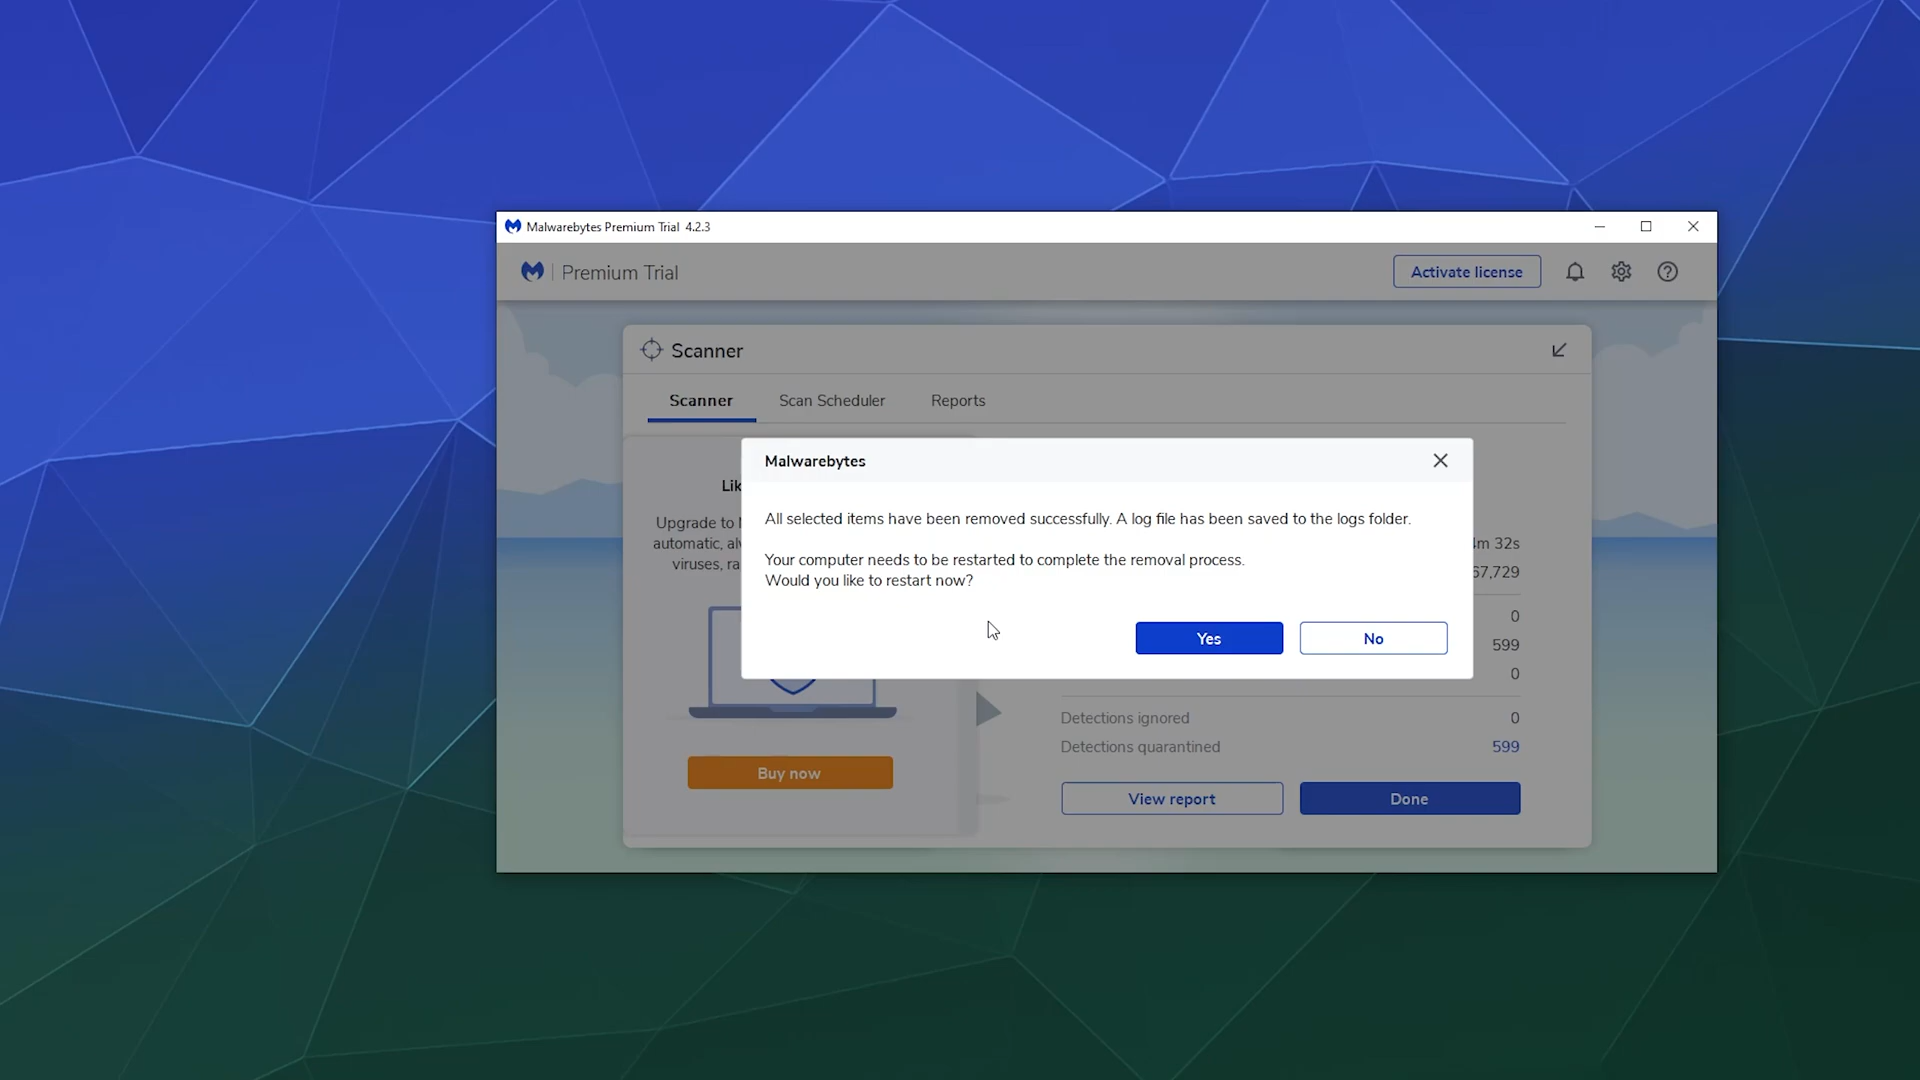 Malwarebytes Premium Trial 4.2.3
Premium Trial
Activate license
Scanner
Scanner Scan Scheduler Reports
Malwarebytes
All selected items have been removed successfully. A log file has been saved to the logs folder.
Your computer needs to be restarted to complete the removal process.
Would you like to restart now?
Yes No
Upgrade to
automatic,
viruses,
32s
0
599
0
Detections ignored 0
Detections quarantined 599
Buy now
View report Done